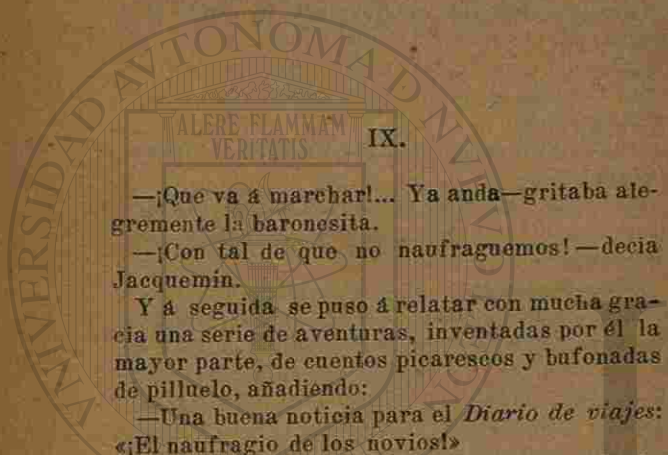 UNIVERSIDAD AVTONOMA D NVEVO
ALERE FLAMMAM
VERITATIS
IX.
—¡Que va á marchar!... Ya anda—gritaba ale-
gremente la baronesita.
—¡Con tal de que no naufraguemos!—decia
Jacquemin.
Y á seguida se puso á relatar con mucha gra-
cia una serie de aventuras, inventadas por él la
mayor parte, de cuentos picarescos y bufonadas
de pilluelo, añadiendo:
—Una buena noticia para el Diario de viajes:
«¡El naufragio de los novios!»